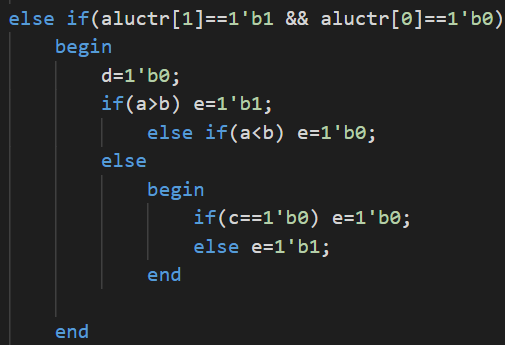 else if(aluctr[1]==1'b1 && aluctr[0]==1'b0)
begin
d=1'b0;
if(a>b) e=1'b1;
else if(a<b) e=1'b0;
else
begin
if(c==1'b0) e=1'b0;
else e=1'b1;
end
end